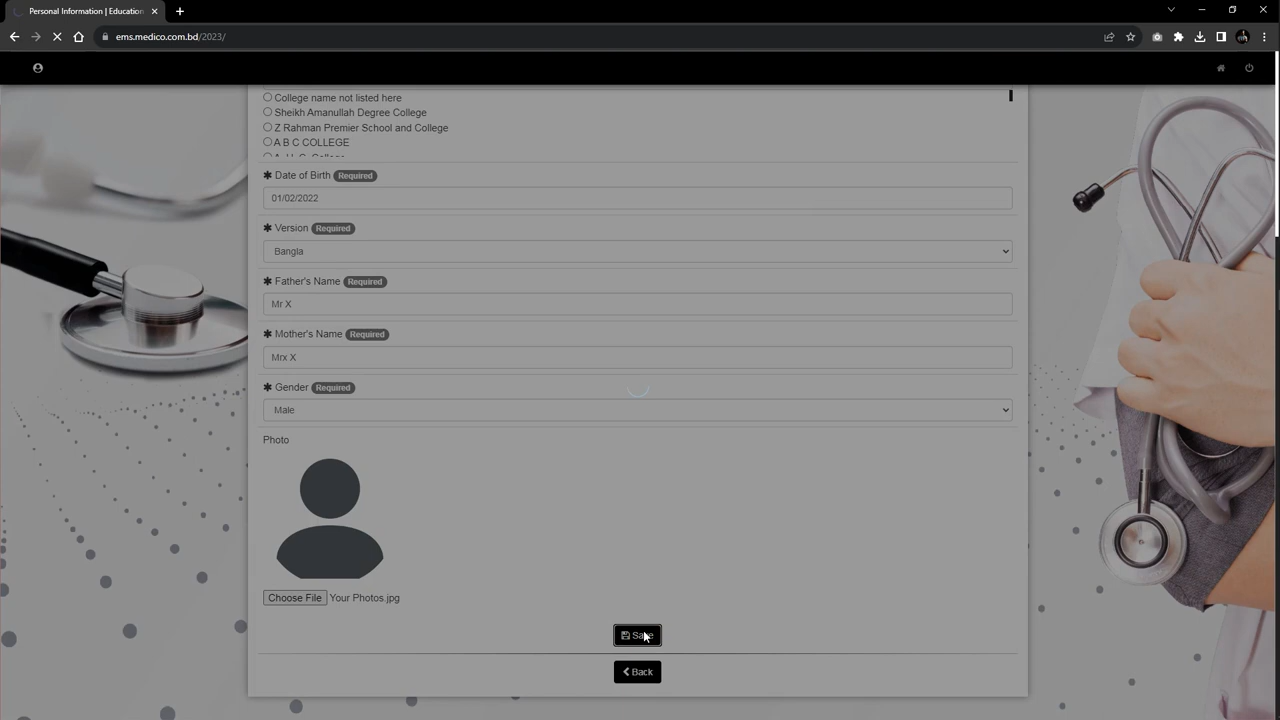 Personal Information | Education
ems.medico.com.bd/2023/
College name not listed here
Sheikh Amanullah Degree College
Z Rahman Premier School and College
A B C COLLEGE
✱ Date of Birth Required
01/02/2022
✱ Version Required
Bangla
✱ Father's Name Required
Mr X
✱ Mother's Name Required
Mrx X
✱ Gender Required
Male
Photo
Choose File Your Photos.jpg
Save
Back